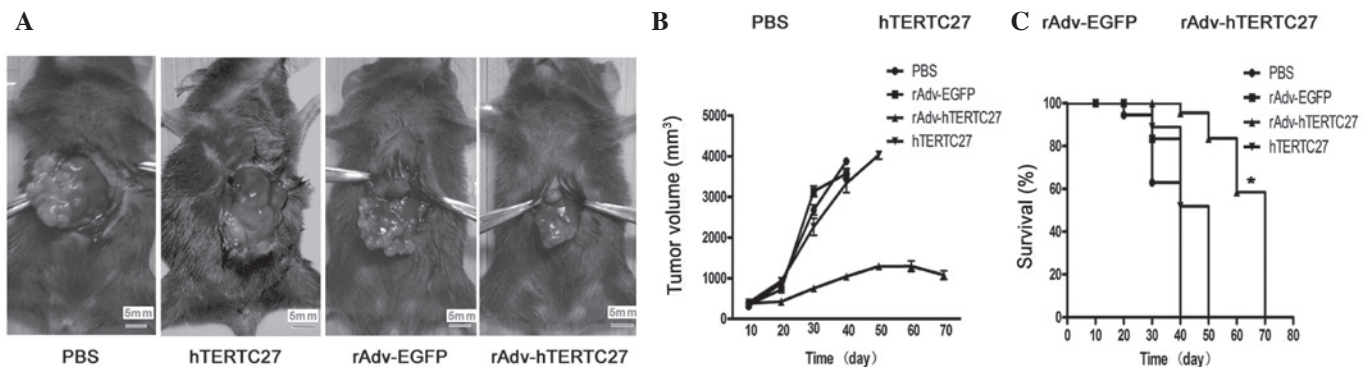 A
5mm
5mm
5mm
5mm
PBS
hTERTC27
rAdv-EGFP
rAdv-hTERTC27
B
PBS
hTERTC27
PBS
rAdv-EGFP
rAdv-hTERTC27
hTERTC27
Tumor volume (mm³)
5000
4000
3000
2000
1000
0
10 20 30 40 50 60 70
Time (day)
C
rAdv-EGFP
rAdv-hTERTC27
PBS
rAdv-EGFP
rAdv-hTERTC27
hTERTC27
Survival (%)
100
80
60
40
20
0
*
0 10 20 30 40 50 60 70 80
Time (day)